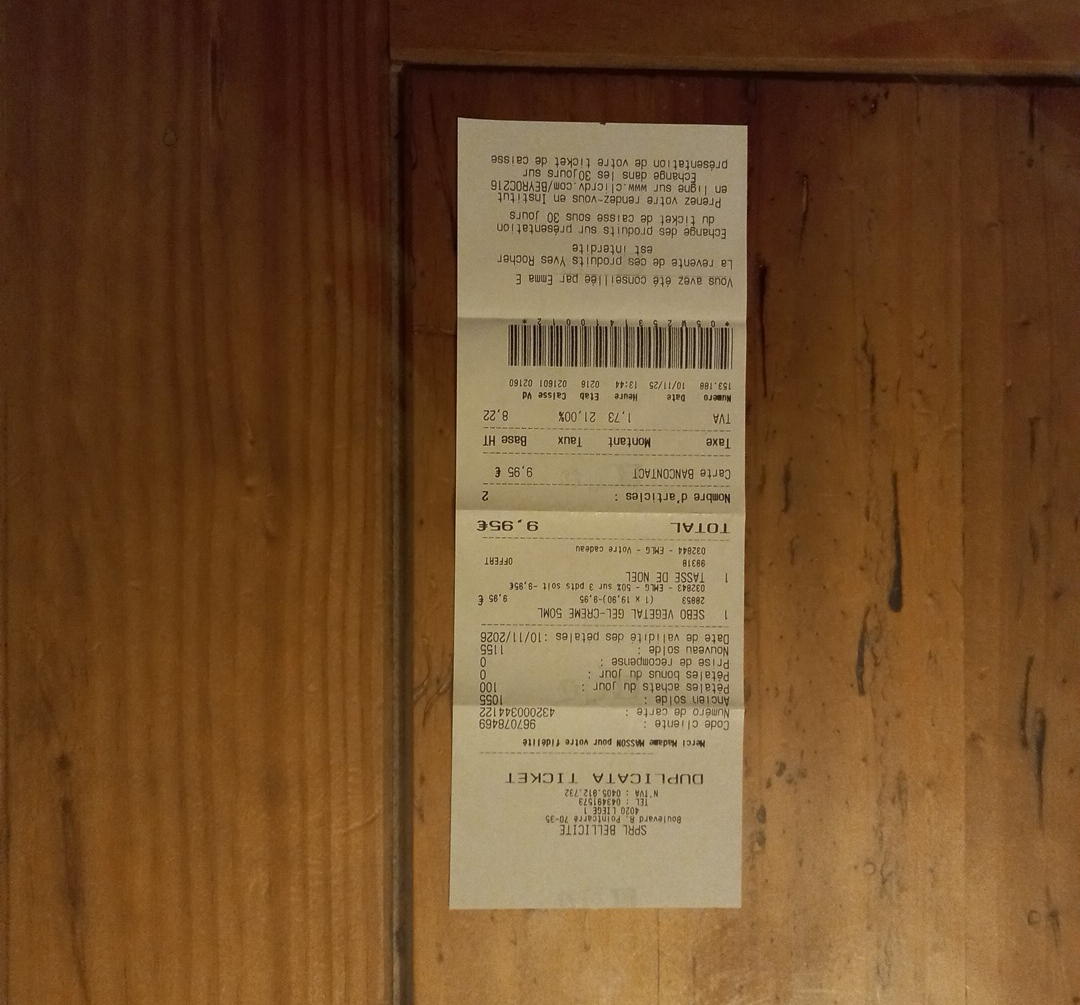 SPRL BELLICITE
Boulevard R. Pointcarré 70-35
4020 LIEGE 1
TEL : 043491573
N°TVA : 0405.812.732
DUPLICATA TICKET
Merci Madame MASSON pour votre fidélité
Code cliente : 967078469
Numéro de carte : 432000344122
Ancien solde : 1055
Pétales achats du jour : 100
Pétales bonus du jour : 0
Prise de récompense : 0
Nouveau solde : 1155
Date de validité des pétales :10/11/2026
1 SEBO VEGETAL GEL-CREME 50ML
28053 (1 x 19,90)-9,95 9,95 €
032843 - EMLG - 50% sur 3 pdts soit -9,95€
1 TASSE DE NOEL
98318 OFFERT
032844 - EMLG - Votre cadeau
TOTAL 9,95€
Nombre d'articles : 2
Carte BANCONTACT 9,95 €
Taxe Montant Taux Base HT
TVA 1,73 21,00% 8,22
Numéro Date Heure Etab Caisse Vd
153.188 10/11/25 13:44 0216 021601 02160
*05W2531410012*
Vous avez été conseillée par Emma E
La revente de ces produits Yves Rocher
est interdite
Echange des produits sur présentation
du ticket de caisse sous 30 jours
Prenez votre rendez-vous en Institut
en ligne sur www.clicrdv.com/BEYROC216
Echange dans les 30jours sur
présentation de votre ticket de caisse